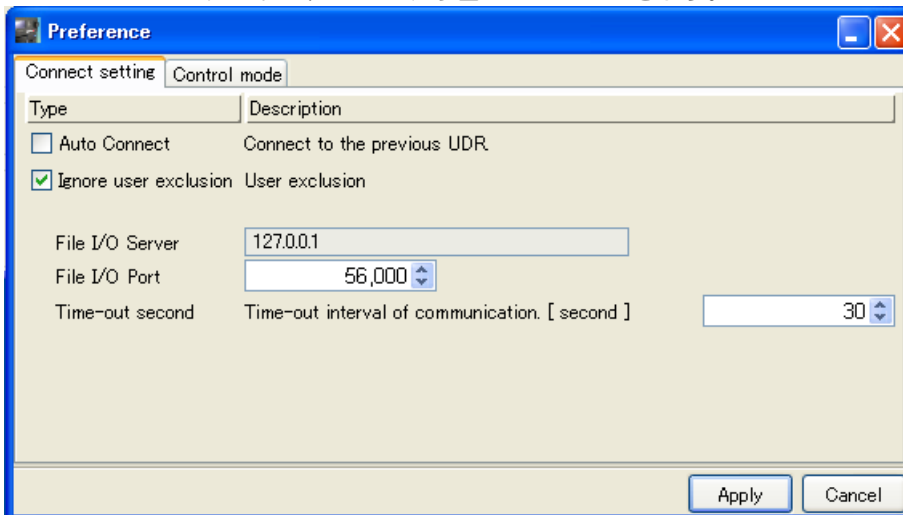 Preference
Connect setting Control mode
Type Description
Auto Connect Connect to the previous UDR.
Ignore user exclusion User exclusion
File I/O Server 127.0.0.1
File I/O Port 56,000
Time-out second Time-out interval of communication. [ second ] 30
Apply Cancel